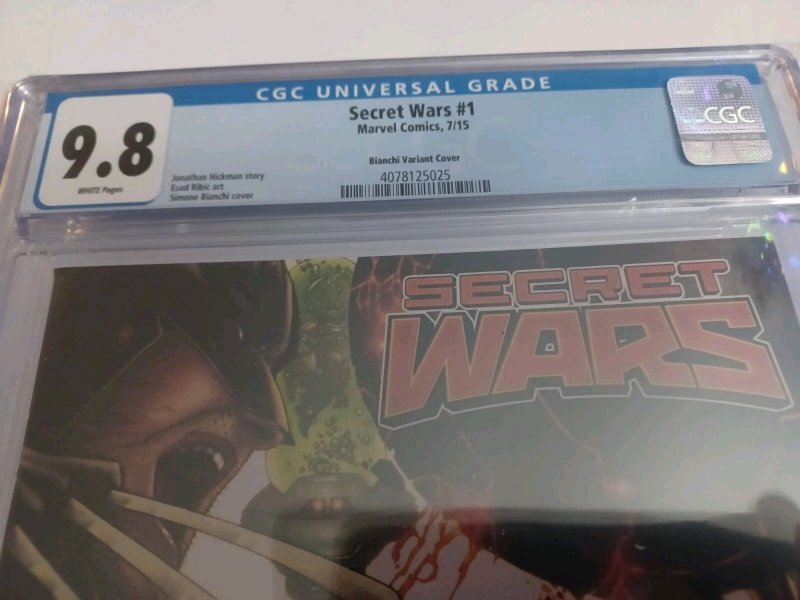 CGC UNIVERSAL GRADE
9.8
WHITE Pages
Secret Wars #1
Marvel Comics, 7/15
Bianchi Variant Cover
Jonathan Hickman story
Esad Ribic art
Simone Bianchi cover
4078125025
CGC
SECRET
WARS